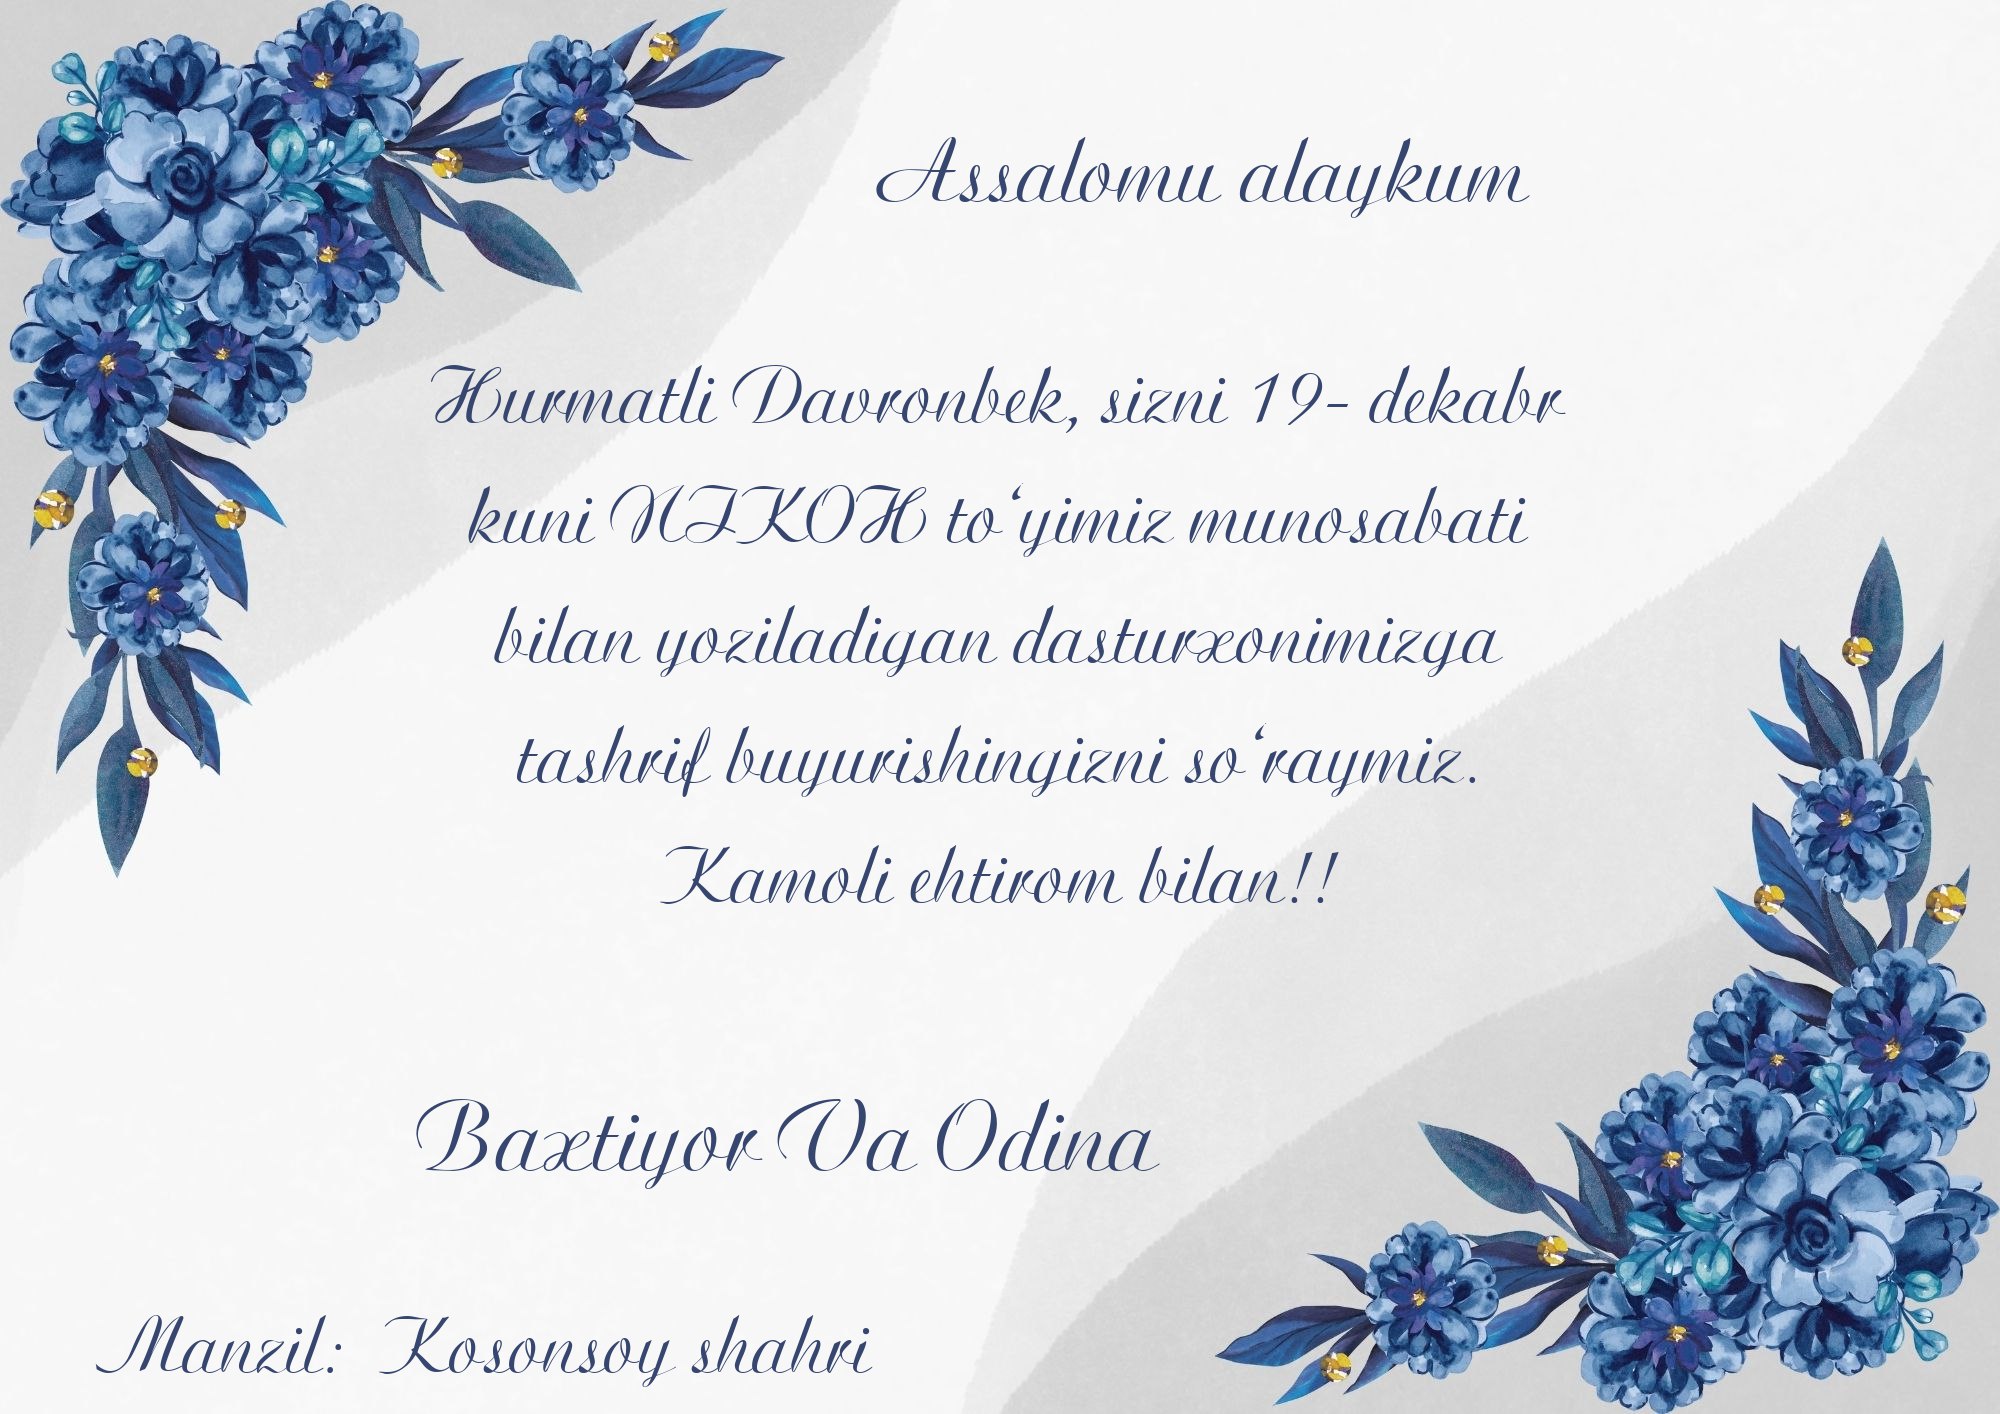 Assalomu alaykum
Hurmatli Davronbek, sizni 19- dekabr
kuni NIKOH to‘yimiz munosabati
bilan yoziladigan dasturxonimizga
tashrif buyurishingizni so‘raymiz.
Kamoli ehtirom bilan!!
Baxtiyor Va Odina
Manzil: Kosonsoy shahri